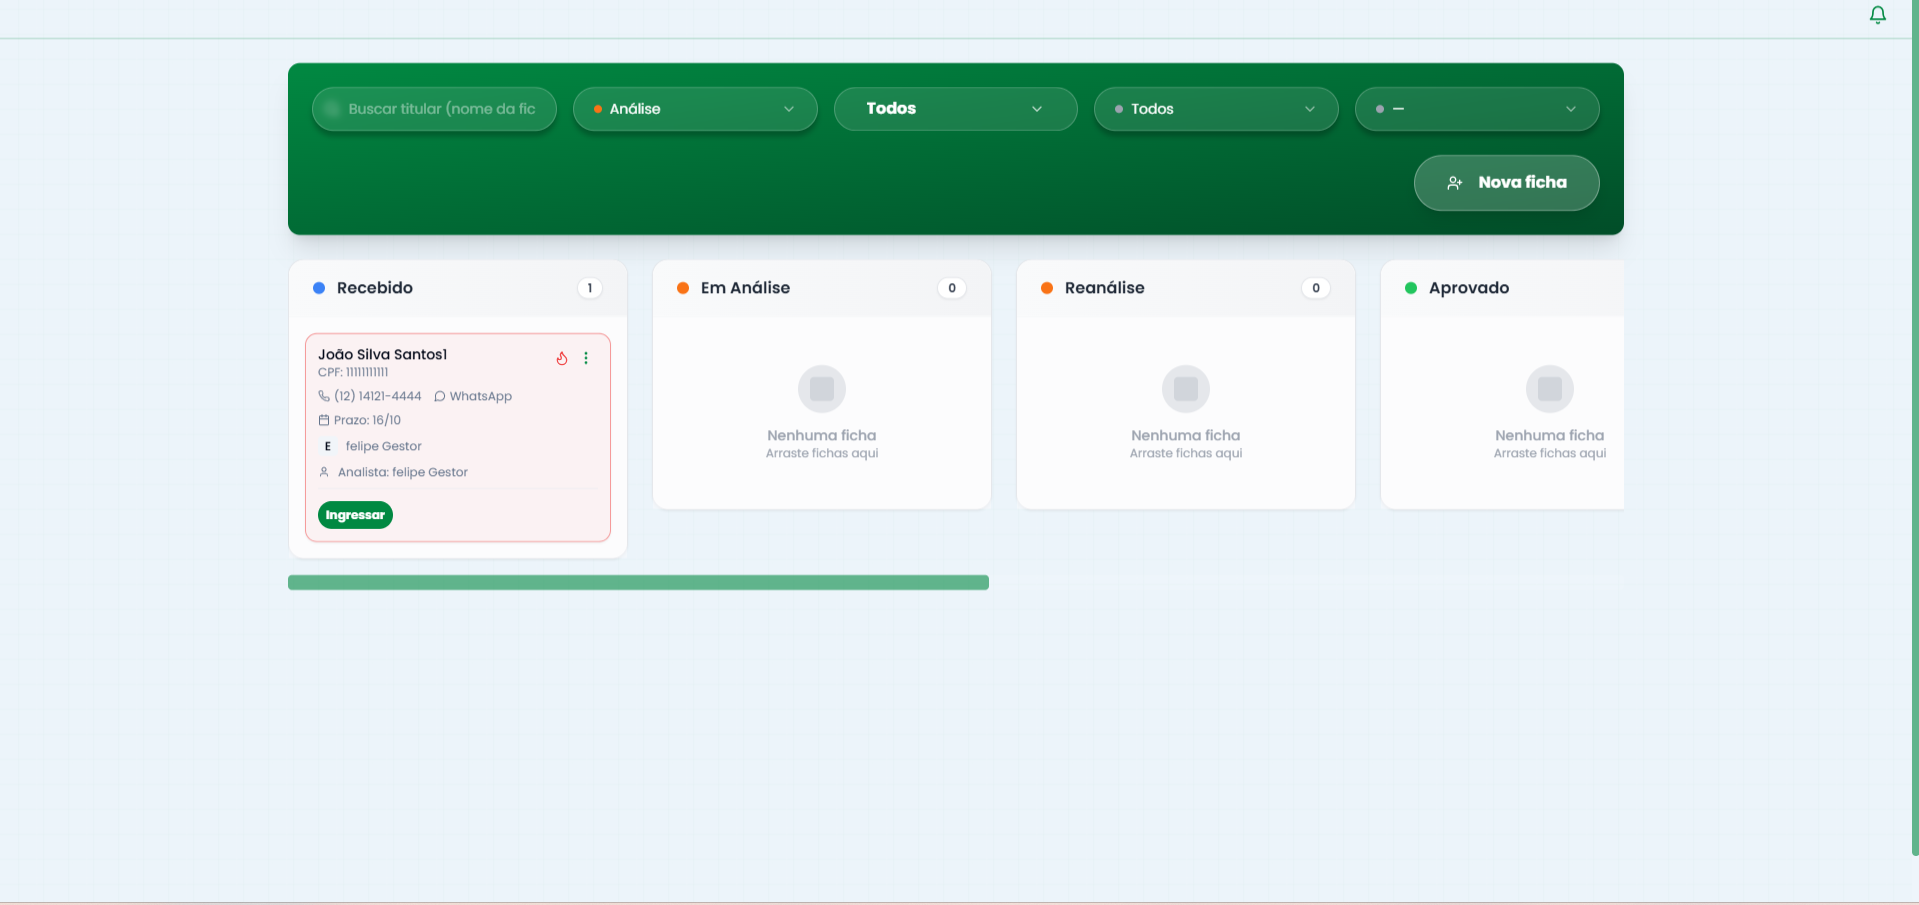 Buscar titular (nome da fic
Análise
Todos
Todos
—
Nova ficha
Recebido
1
João Silva Santos1
CPF: 11111111111
(12) 14121-4444 WhatsApp
Prazo: 16/10
E felipe Gestor
Analista: felipe Gestor
Ingressar
Em Análise
0
Nenhuma ficha
Arraste fichas aqui
Reanálise
0
Nenhuma ficha
Arraste fichas aqui
Aprovado
Nenhuma ficha
Arraste fichas aqui